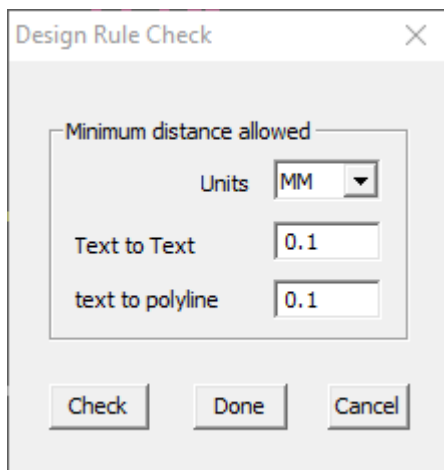 Design Rule Check
Minimum distance allowed
Units MM
Text to Text 0.1
text to polyline 0.1
Check Done Cancel